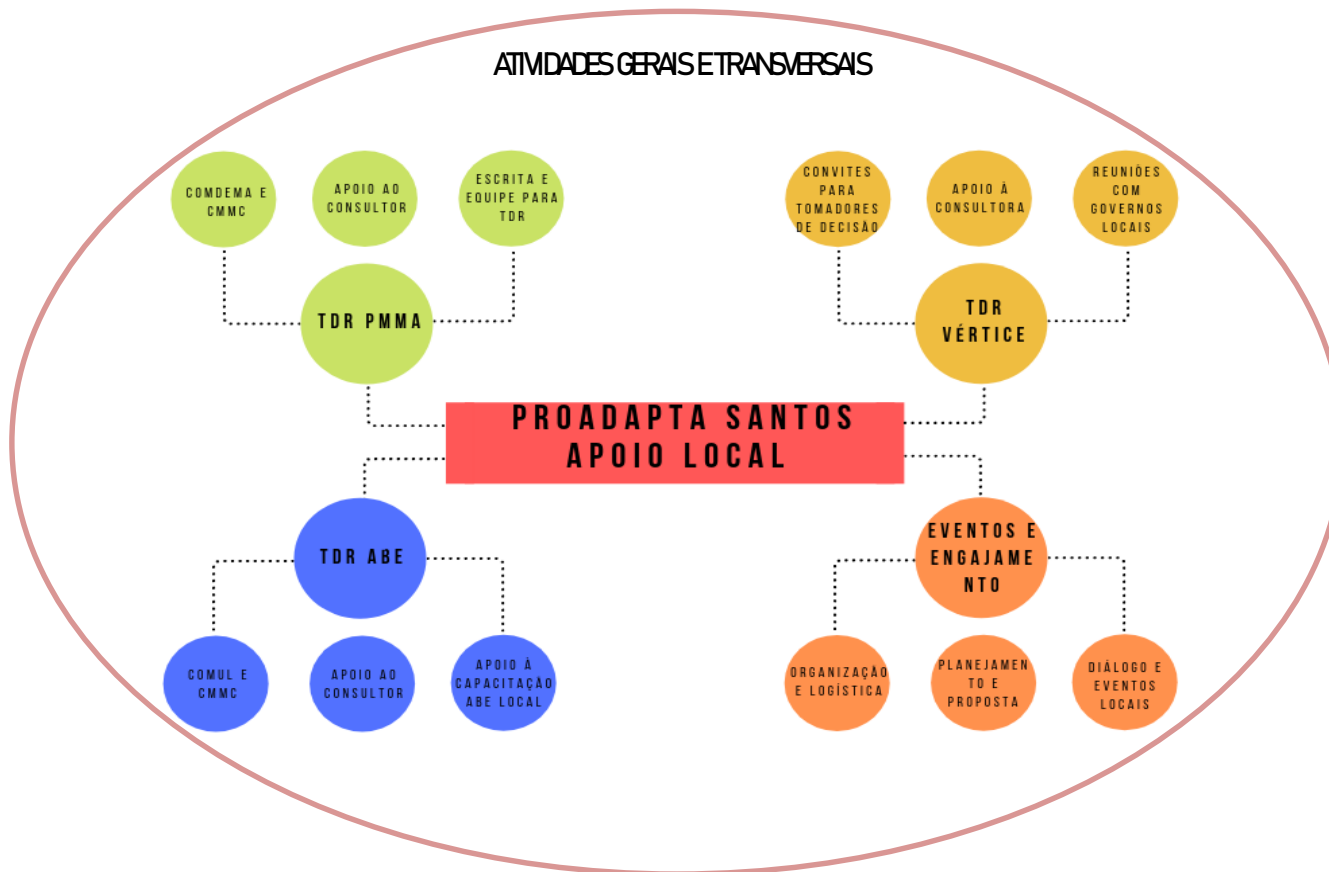 ATIVIDADES GERAIS E TRANSVERSAIS
COMDEMA E
CMMC
APOIO AO
CONSULTOR
ESCRITA E
EQUIPE PARA
TDR
TDR PMMA
CONVITES
PARA
TOMADORES
DE DECISÃO
APOIO À
CONSULTORA
REUNIÕES
COM
GOVERNOS
LOCAIS
TDR
VÉRTICE
PROADAPTA SANTOS
APOIO LOCAL
TDR ABE
COMUL E
CMMC
APOIO AO
CONSULTOR
APOIO À
CAPACITAÇÃO
ABE LOCAL
EVENTOS E
ENGAJAME
NTO
ORGANIZAÇÃO
E LOGÍSTICA
PLANEJAMEN
TO E
PROPOSTA
DIÁLOGO E
EVENTOS
LOCAIS